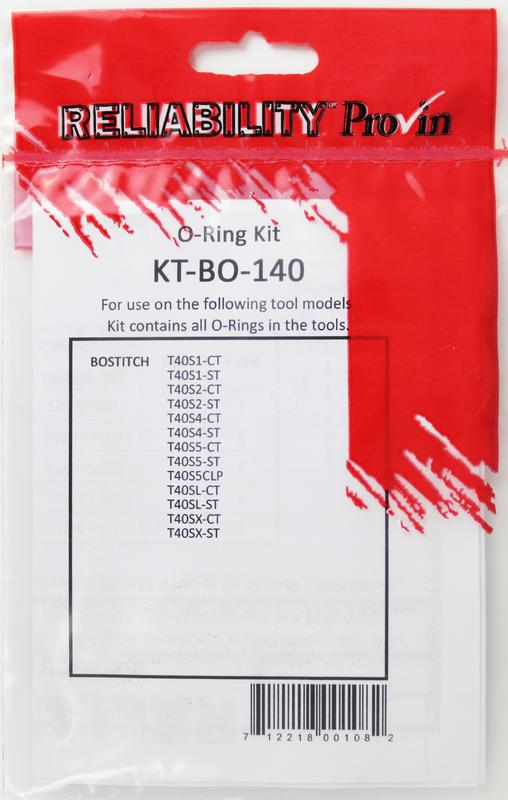 RELIABILITY™ Provin
O-Ring Kit
KT-BO-140
For use on the following tool models
Kit contains all O-Rings in the tools.
BOSTITCH T40S1-CT
T40S1-ST
T40S2-CT
T40S2-ST
T40S4-CT
T40S4-ST
T40S5-CT
T40S5-ST
T40S5CLP
T40SL-CT
T40SL-ST
T40SX-CT
T40SX-ST
7 12218 00108 2